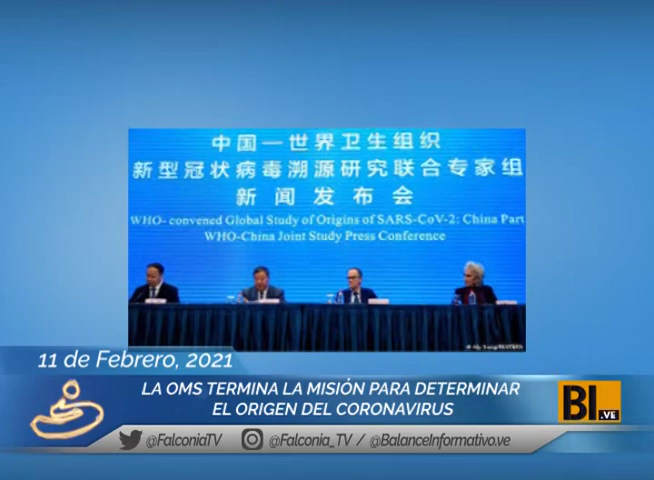 中国—世界卫生组织
新型冠状病毒溯源研究联合专家组
新闻发布会
WHO- convened Global Study of Origins of SARS-CoV-2: China Part
WHO-China Joint Study Press Conference
11 de Febrero, 2021
LA OMS TERMINA LA MISIÓN PARA DETERMINAR
EL ORIGEN DEL CORONAVIRUS
BI.VE
@FalconiaTV @Falconia_TV / @BalanceInformativo.ve